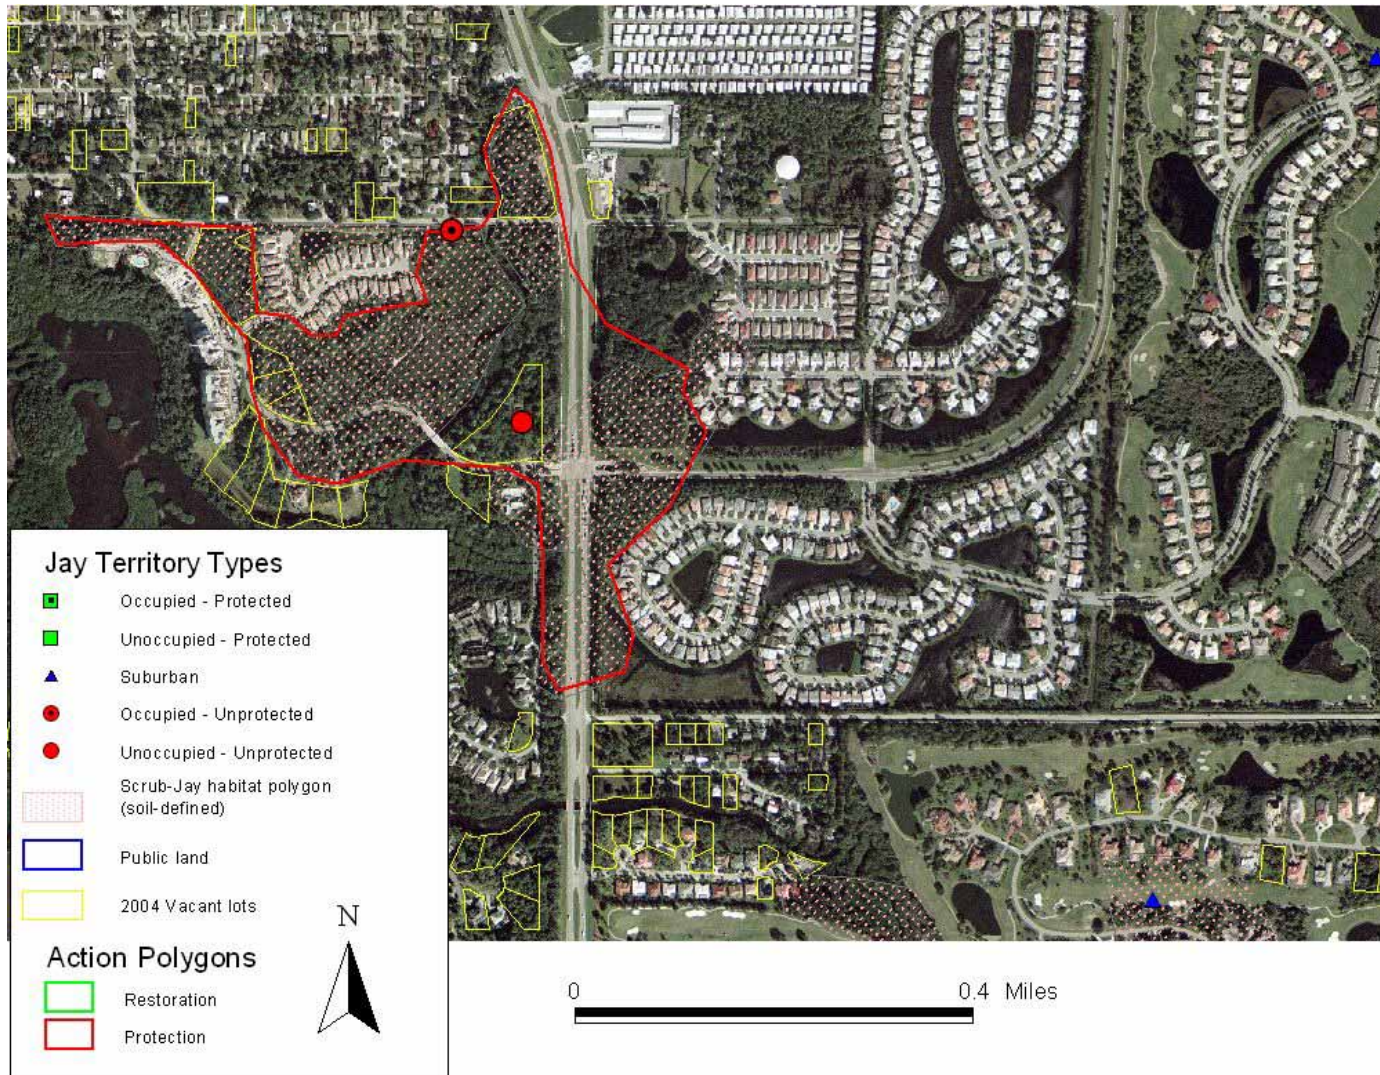 Jay Territory Types
Occupied - Protected
Unoccupied - Protected
Suburban
Occupied - Unprotected
Unoccupied - Unprotected
Scrub-Jay habitat polygon
(soil-defined)
Public land
2004 Vacant lots
N
Action Polygons
Restoration
Protection
0 0.4 Miles